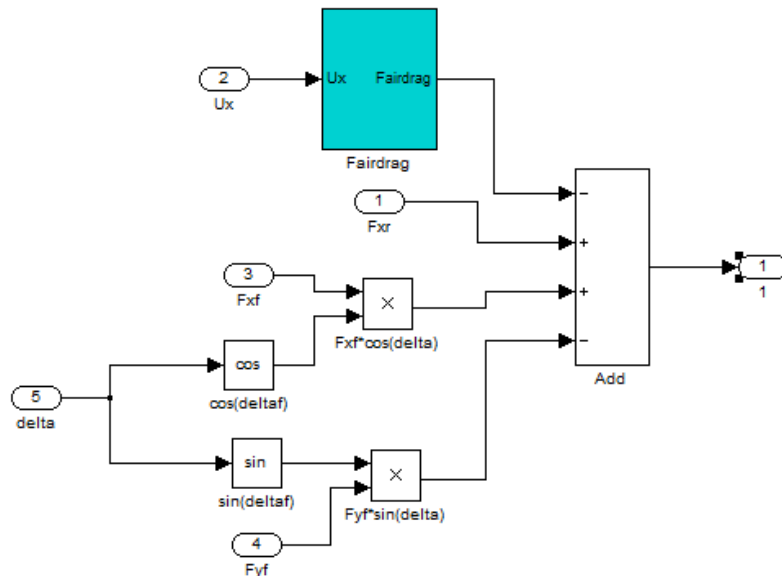 2
Ux
Ux Fairdrag
Fairdrag
1
Fxr
−
+
+
−
Add
1
1
3
Fxf
×
Fxf*cos(delta)
cos
cos(deltaf)
5
delta
sin
sin(deltaf)
×
Fyf*sin(delta)
4
Fyf